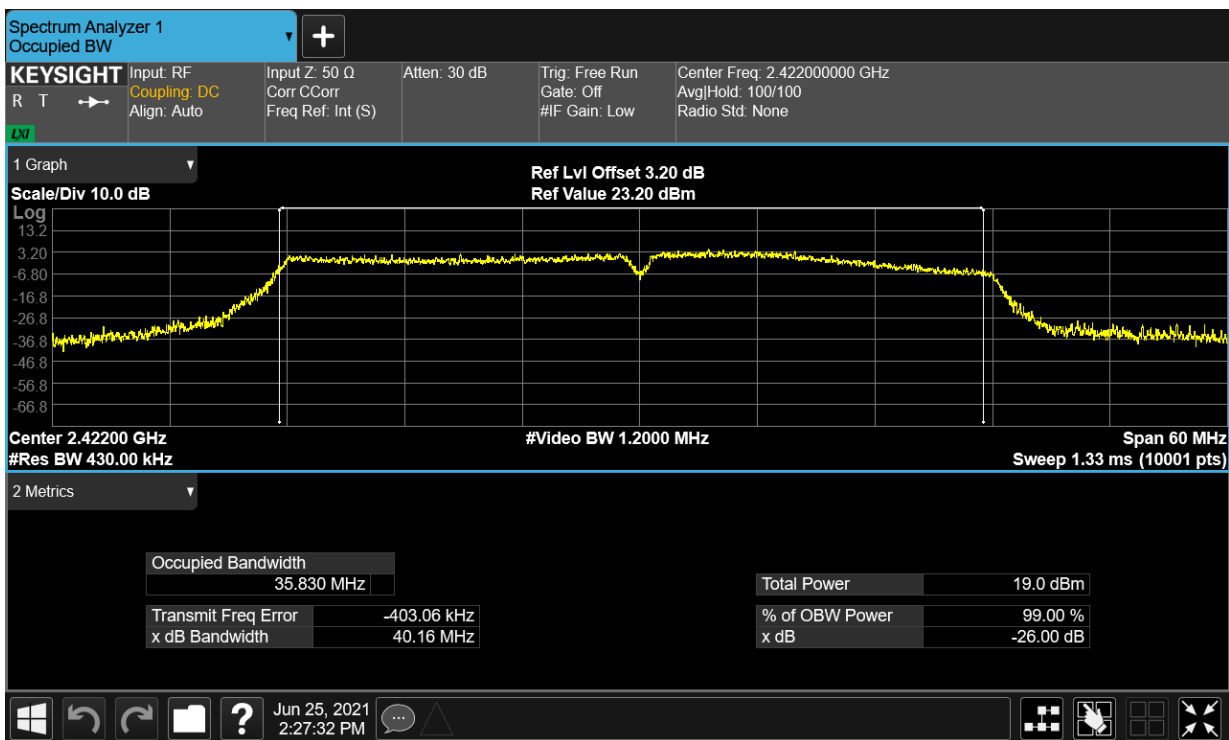 Spectrum Analyzer 1
Occupied BW
+
KEYSIGHT
R T
LXI
Input: RF
Coupling: DC
Align: Auto
Input Z: 50 Ω
Corr CCorr
Freq Ref: Int (S)
Atten: 30 dB
Trig: Free Run
Gate: Off
#IF Gain: Low
Center Freq: 2.422000000 GHz
Avg|Hold: 100/100
Radio Std: None
1 Graph
Scale/Div 10.0 dB
Ref Lvl Offset 3.20 dB
Ref Value 23.20 dBm
Log
13.2
3.20
-6.80
-16.8
-26.8
-36.8
-46.8
-56.8
-66.8
Center 2.42200 GHz
#Res BW 430.00 kHz
#Video BW 1.2000 MHz
Span 60 MHz
Sweep 1.33 ms (10001 pts)
2 Metrics
Occupied Bandwidth
35.830 MHz
Transmit Freq Error -403.06 kHz
x dB Bandwidth 40.16 MHz
Total Power 19.0 dBm
% of OBW Power 99.00 %
x dB -26.00 dB
?
Jun 25, 2021
2:27:32 PM